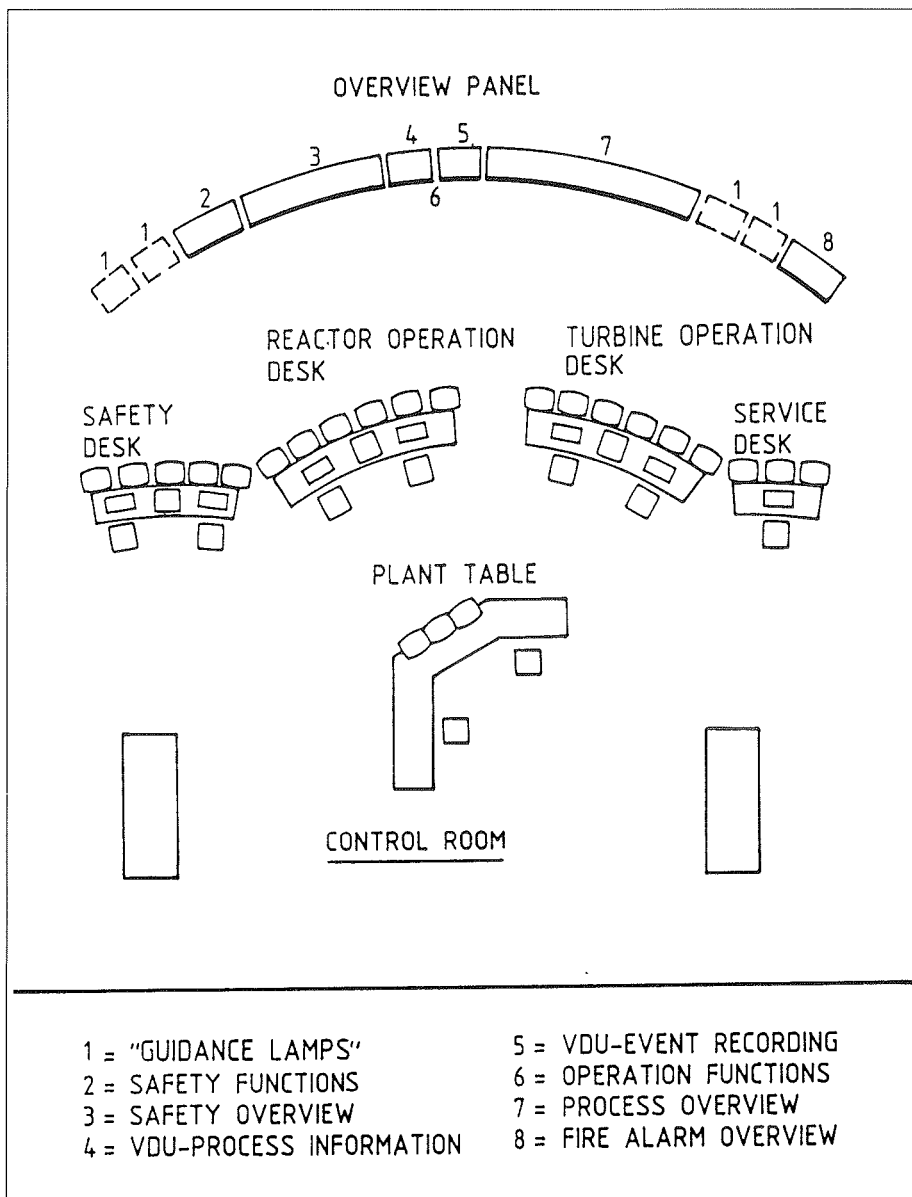 OVERVIEW PANEL
1
1
2
3
4
5
6
7
1
1
8
REACTOR OPERATION
DESK
TURBINE OPERATION
DESK
SAFETY
DESK
SERVICE
DESK
PLANT TABLE
CONTROL ROOM
1 = "GUIDANCE LAMPS"
2 = SAFETY FUNCTIONS
3 = SAFETY OVERVIEW
4 = VDU-PROCESS INFORMATION
5 = VDU-EVENT RECORDING
6 = OPERATION FUNCTIONS
7 = PROCESS OVERVIEW
8 = FIRE ALARM OVERVIEW